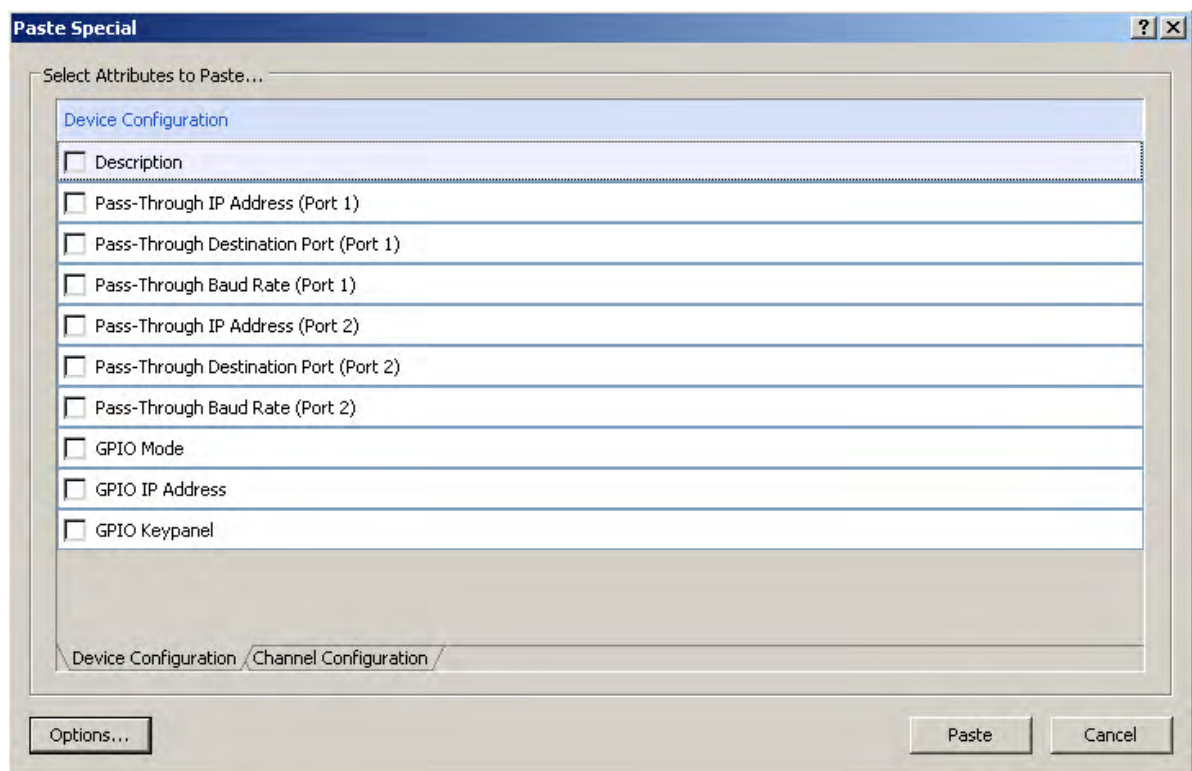 Paste Special
Select Attributes to Paste...
Device Configuration
Description
Pass-Through IP Address (Port 1)
Pass-Through Destination Port (Port 1)
Pass-Through Baud Rate (Port 1)
Pass-Through IP Address (Port 2)
Pass-Through Destination Port (Port 2)
Pass-Through Baud Rate (Port 2)
GPIO Mode
GPIO IP Address
GPIO Keypanel
Device Configuration Channel Configuration
Options... Paste Cancel